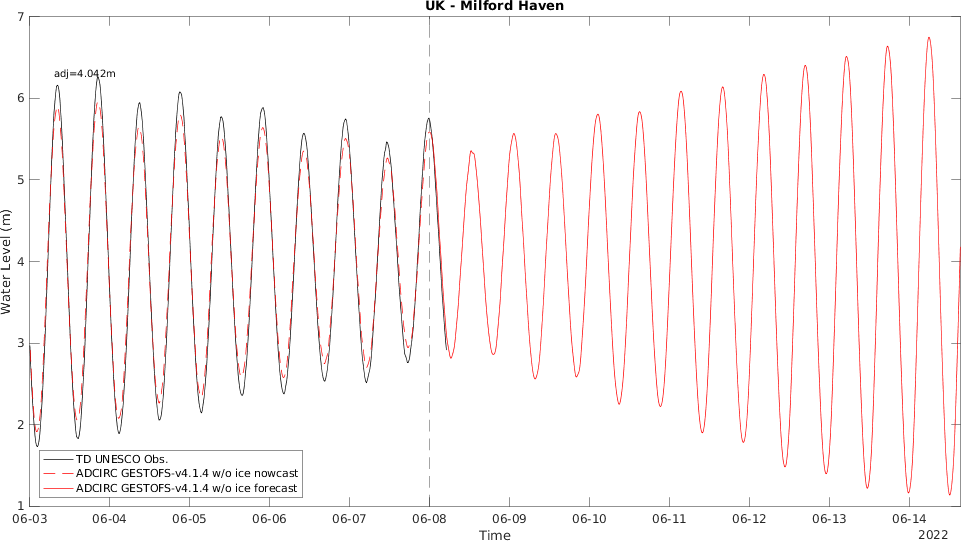 UK - Milford Haven
7
adj=4.042m
6
5
4
3
2
1
Water Level (m)
TD UNESCO Obs.
ADCIRC GESTOFS-v4.1.4 w/o ice nowcast
ADCIRC GESTOFS-v4.1.4 w/o ice forecast
06-03 06-04 06-05 06-06 06-07 06-08 06-09 06-10 06-11 06-12 06-13 06-14
Time
2022